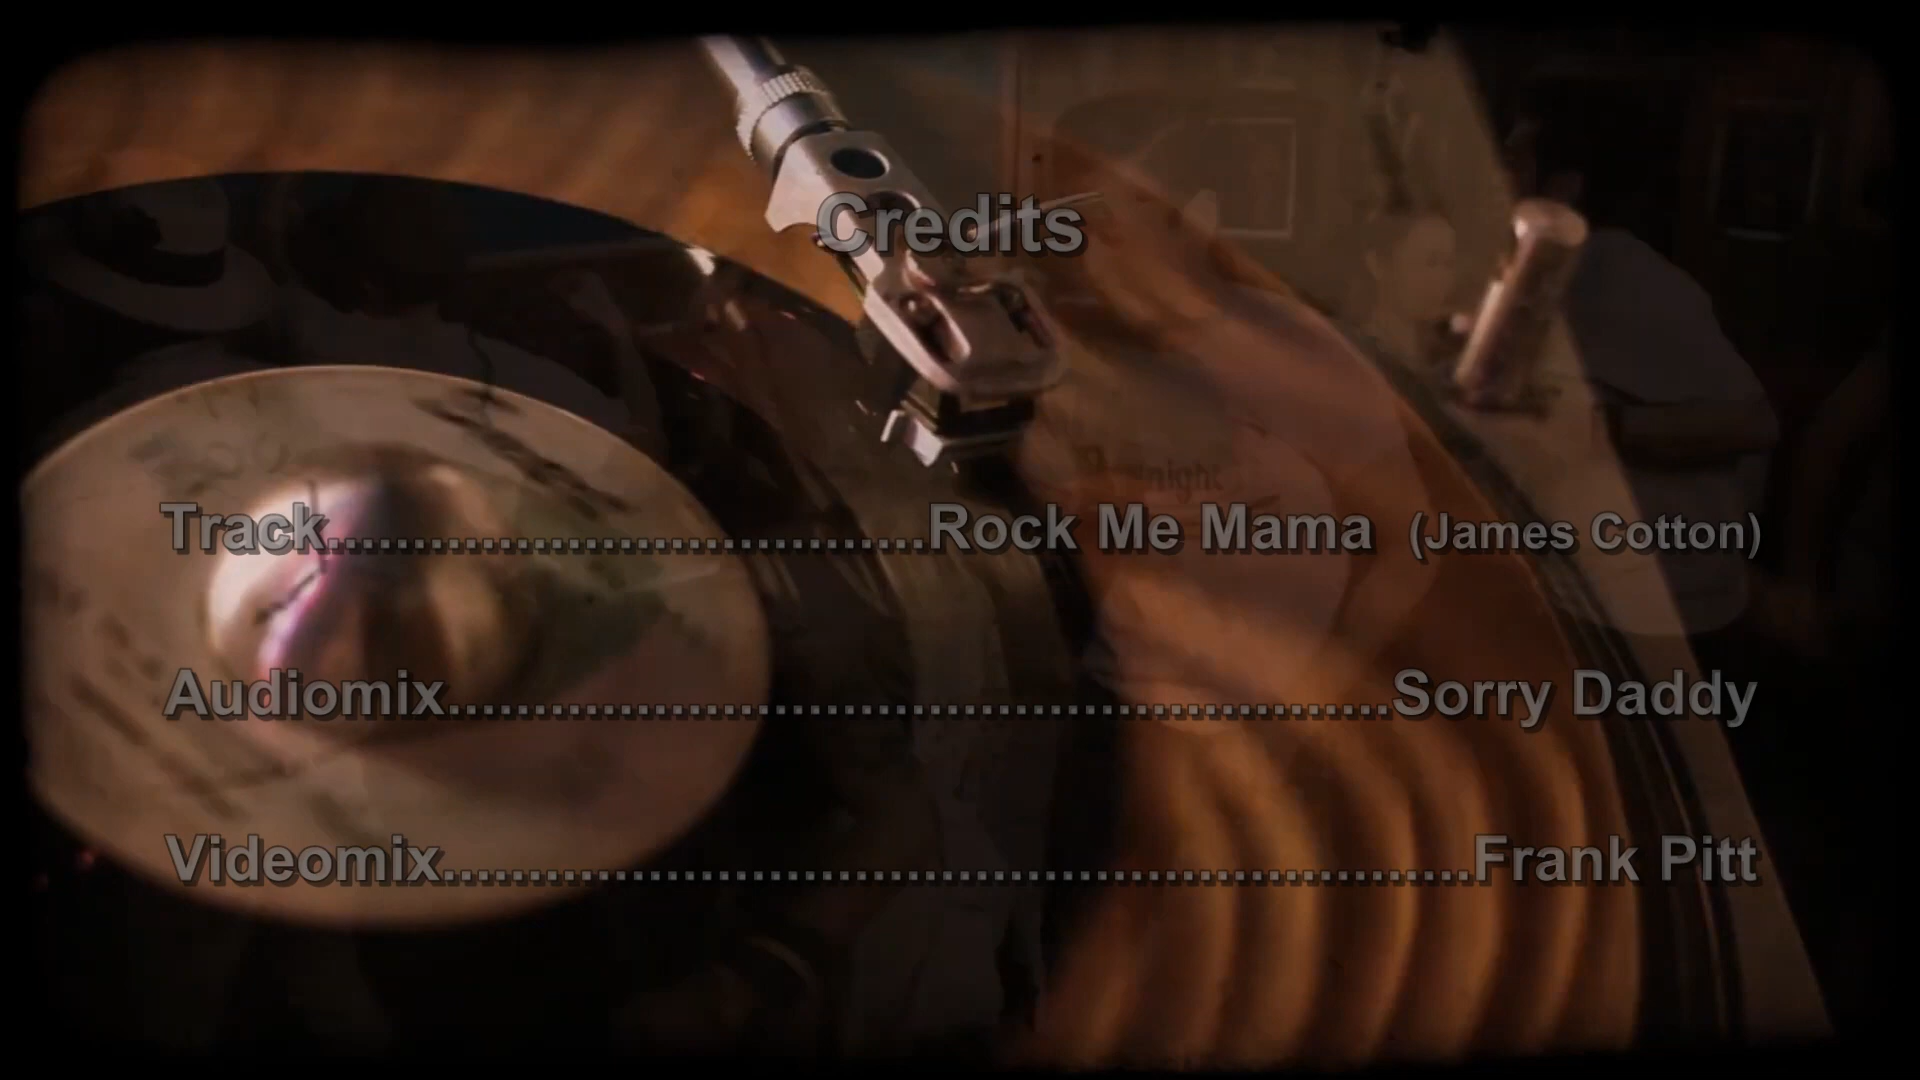 Credits
Track....................................Rock Me Mama (James Cotton)
Audiomix.........................................................Sorry Daddy
Videomix..............................................................Frank Pitt